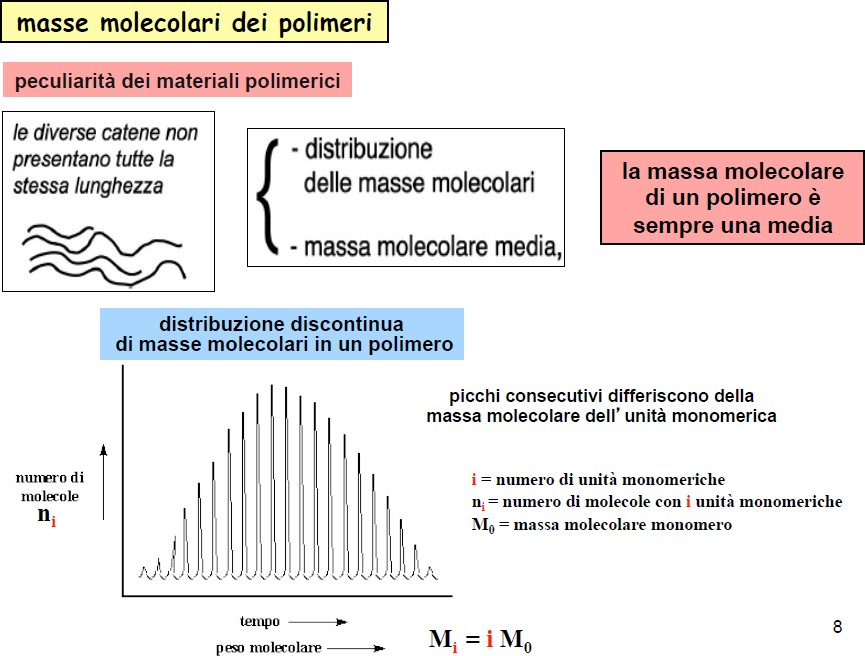 masse molecolari dei polimeri
peculiarità dei materiali polimerici
le diverse catene non
presentano tutte la
stessa lunghezza
- distribuzione
delle masse molecolari
- massa molecolare media,
la massa molecolare
di un polimero è
sempre una media
distribuzione discontinua
di masse molecolari in un polimero
picchi consecutivi differiscono della
massa molecolare dell’ unità monomerica
numero di
molecole
nᵢ
i = numero di unità monomeriche
nᵢ = numero di molecole con i unità monomeriche
M₀ = massa molecolare monomero
tempo
peso molecolare
Mᵢ = i M₀
8